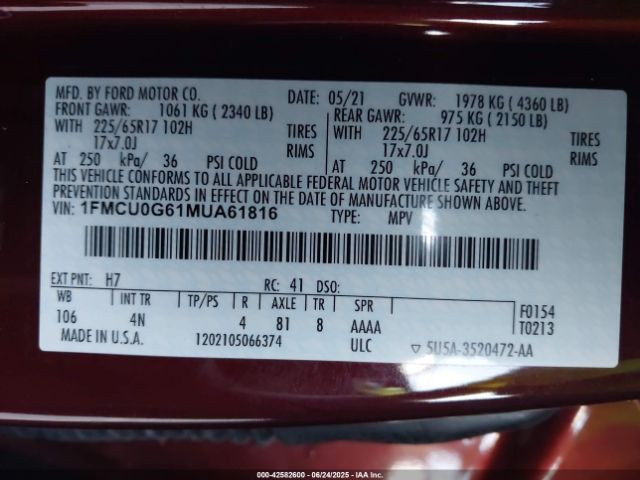 MFD. BY FORD MOTOR CO. DATE: 05/21 GVWR: 1978 KG ( 4360 LB)
FRONT GAWR: 1061 KG ( 2340 LB) REAR GAWR: 975 KG ( 2150 LB)
WITH 225/65R17 102H TIRES WITH 225/65R17 102H TIRES
17x7.0J RIMS 17x7.0J RIMS
AT 250 kPa/ 36 PSI COLD AT 250 kPa/ 36 PSI COLD
THIS VEHICLE CONFORMS TO ALL APPLICABLE FEDERAL MOTOR VEHICLE SAFETY AND THEFT
PREVENTION STANDARDS IN EFFECT ON THE DATE OF MANUFACTURE SHOWN ABOVE.
VIN: 1FMCU0G61MUA61816 TYPE: MPV
EXT PNT: H7 RC: 41 DSO:
WB INT TR TP/PS R AXLE TR SPR F0154
106 4N 4 81 8 AAAA T0213
MADE IN U.S.A. 1202105066374 ULC ▽ 5U5A-3520472-AA
000-42582600 - 06/24/2025 - IAA Inc.